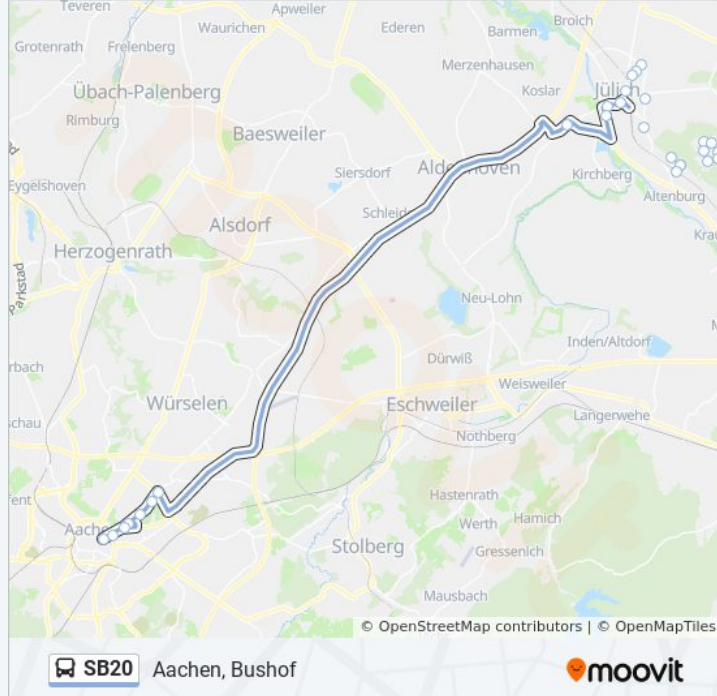 Teveren
Apweiler
Ederen
Barmen
Broich
Grotenrath
Frelenberg
Waurichen
Merzenhausen
Übach-Palenberg
Koslar
Jülich
Rimburg
Baesweiler
Eygelshoven
Siersdorf
Aldenhoven
Kirchberg
Altenburg
Alsdorf
Schleiden
Herzogenrath
Parkstad
Neu-Lohn
Inden/Altdorf
Dürwiß
Weisweiler
Würselen
Eschweiler
Langerwehe
Nothberg
Hastenrath
Hamich
Aachen
Werth
Stolberg
Gressenich
Mausbach
© OpenStreetMap contributors | © OpenMapTiles
SB20 Aachen, Bushof
moovit